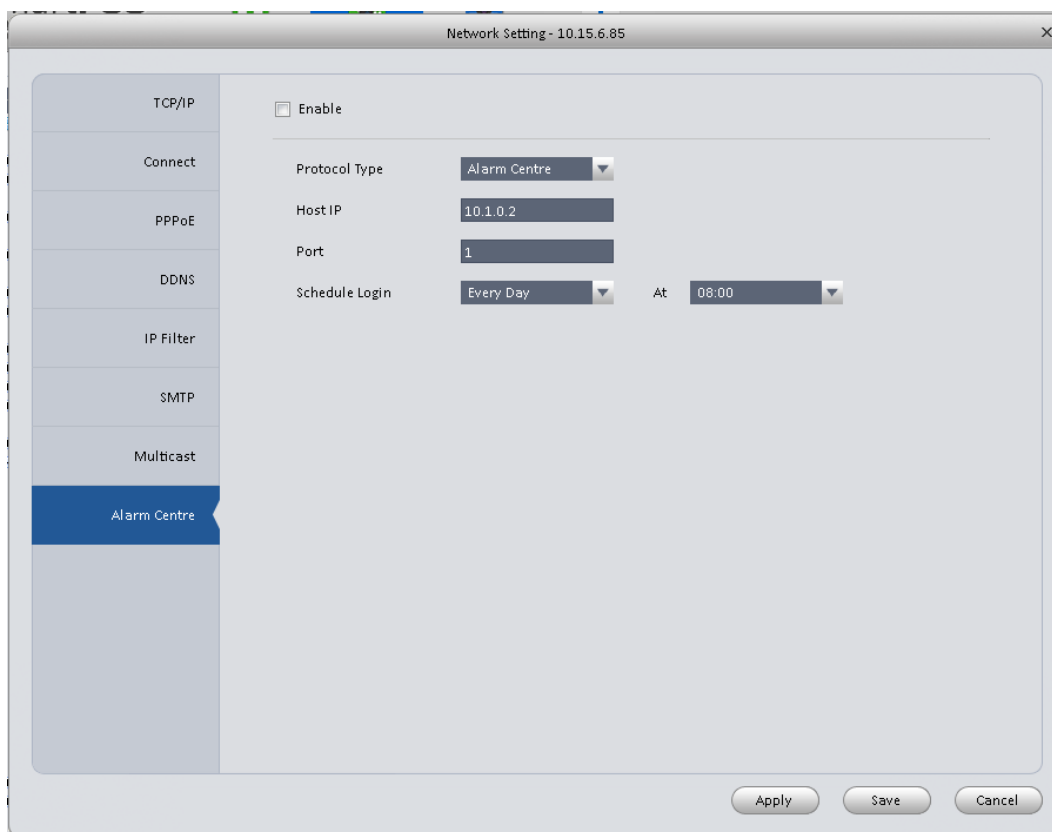 Network Setting - 10.15.6.85
TCP/IP
Connect
PPPoE
DDNS
IP Filter
SMTP
Multicast
Alarm Centre
Enable
Protocol Type Alarm Centre
Host IP 10.1.0.2
Port 1
Schedule Login Every Day At 08:00
Apply Save Cancel